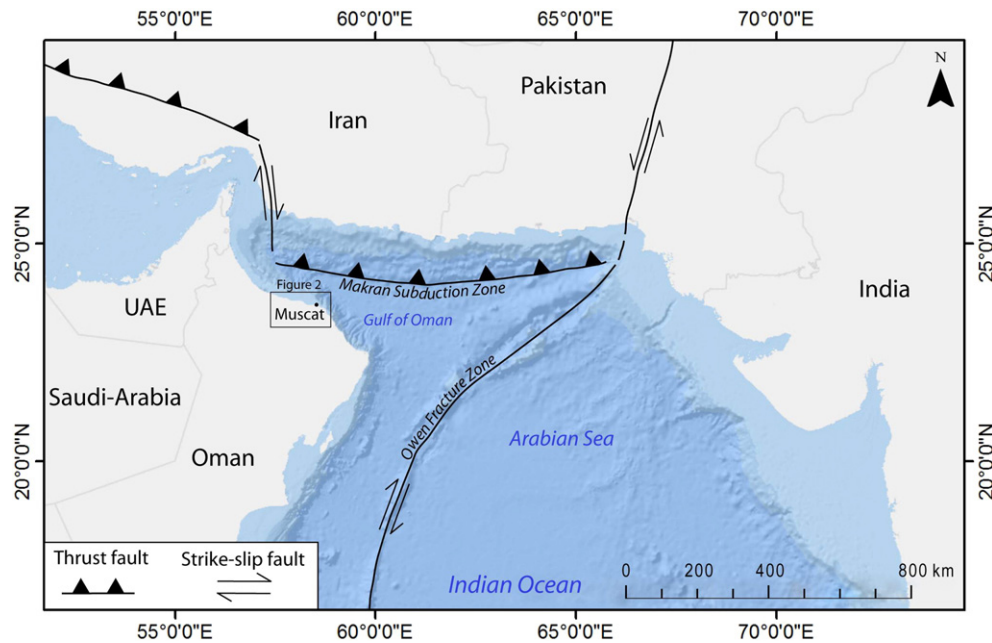 55°0'0"E 60°0'0"E 65°0'0"E 70°0'0"E
N
Pakistan
Iran
25°0'0"N 25°0'0"N
Makran Subduction Zone
Figure 2
Muscat
UAE
India
Gulf of Oman
Owen Fracture Zone
Saudi-Arabia
Arabian Sea
Oman
20°0'0"N 20°0'0"N
Thrust fault Strike-slip fault
0 200 400 600 800 km
Indian Ocean
55°0'0"E 60°0'0"E 65°0'0"E 70°0'0"E